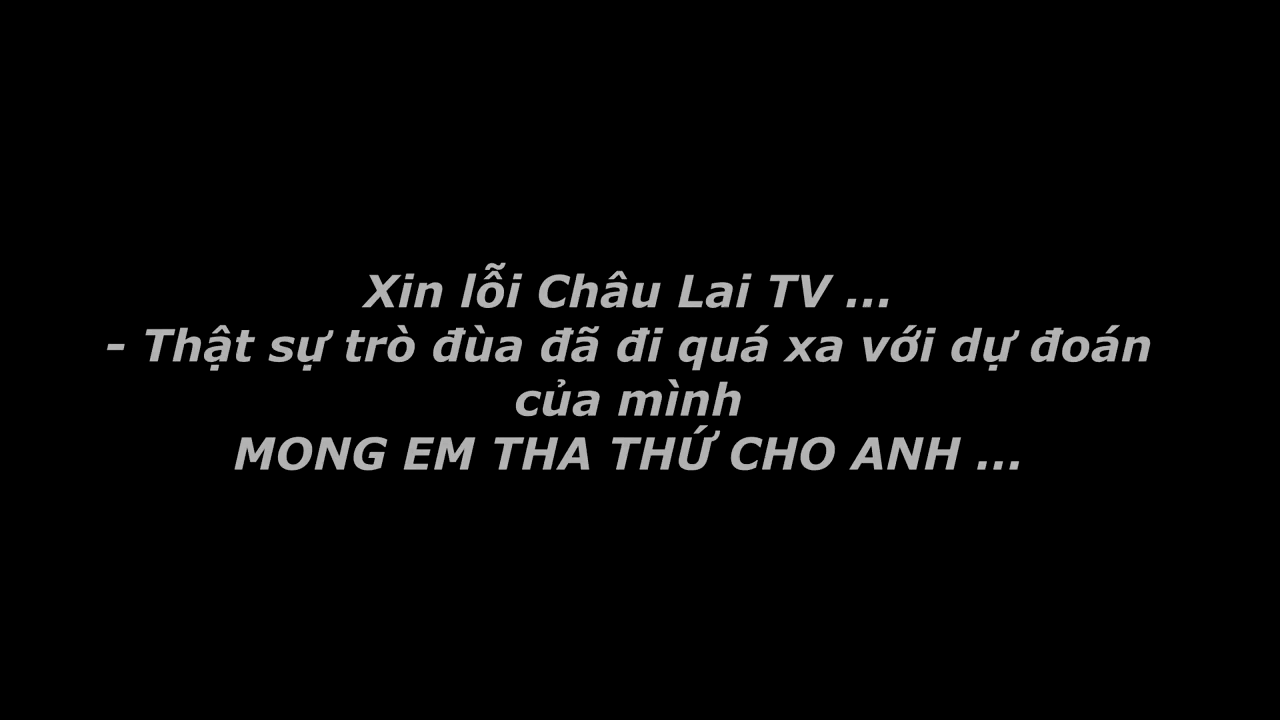 Xin lỗi Châu Lai TV ...
- Thật sự trò đùa đã đi quá xa với dự đoán
của mình
MONG EM THA THỨ CHO ANH ...